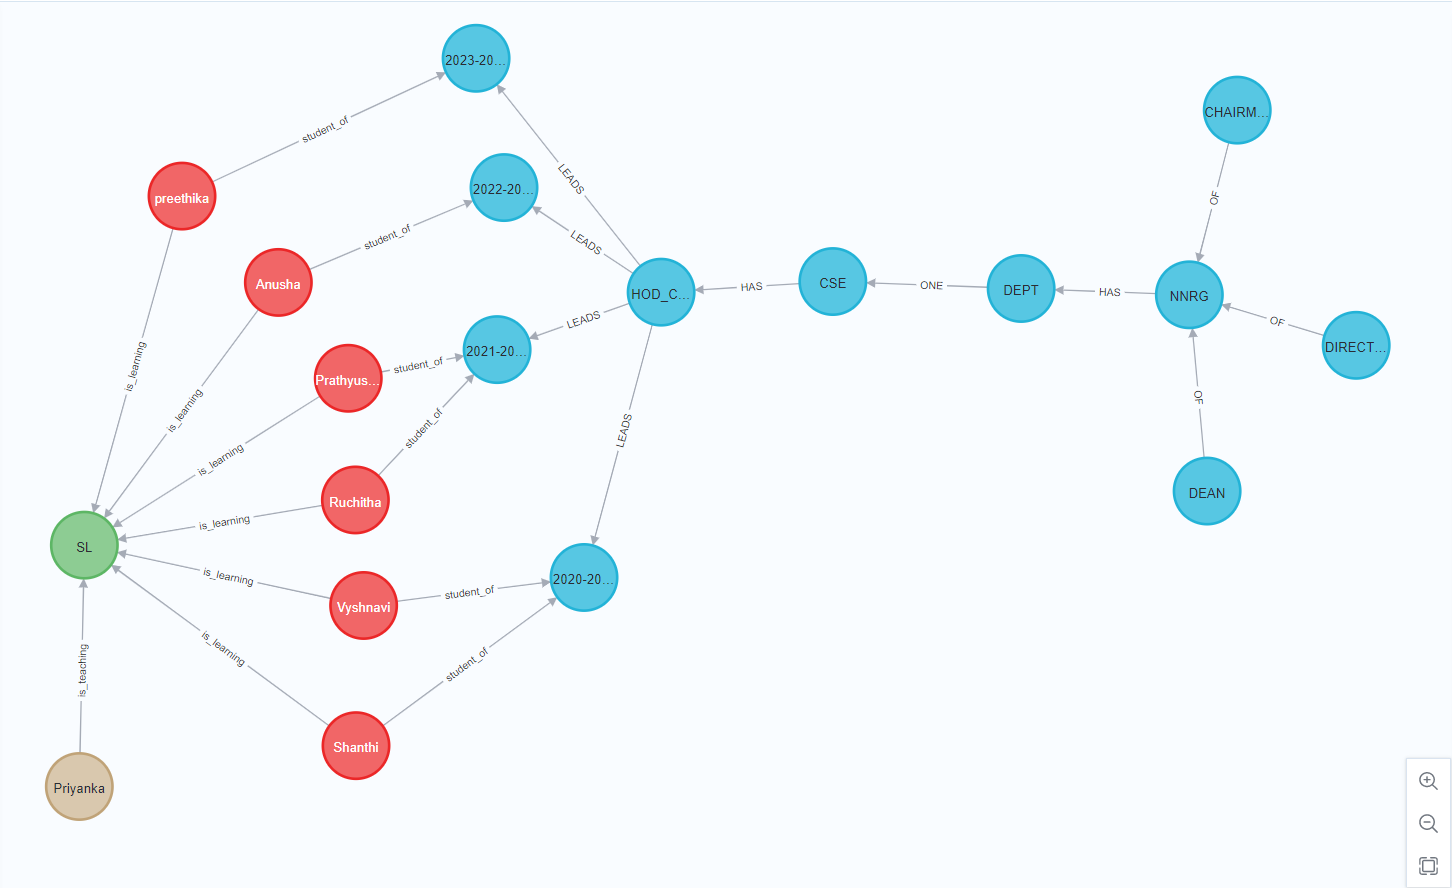 2023-20...
student_of
CHAIRM...
LEADS
preethika
2022-20...
OF
student_of
LEADS
Anusha
HOD_C...
HAS
CSE
ONE
DEPT
HAS
NNRG
OF
DIRECT...
LEADS
2021-20...
student_of
Prathyus...
is_learning
OF
is_learning
student_of
LEADS
is_learning
DEAN
Ruchitha
is_learning
SL
is_learning
2020-20...
student_of
Vyshnavi
is_learning
student_of
is_teaching
Shanthi
Priyanka